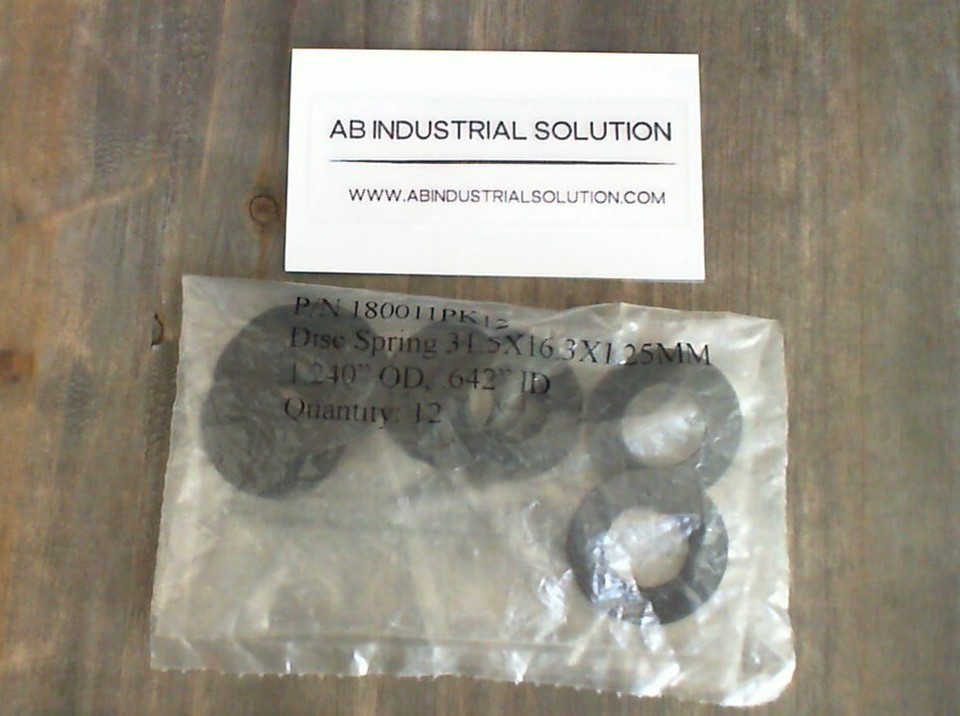 AB INDUSTRIAL SOLUTION
WWW.ABINDUSTRIALSOLUTION.COM
P/N 180011PK12
Disc Spring 31.5X16.3X1.25MM
1.240" OD, .642" ID
Quantity: 12